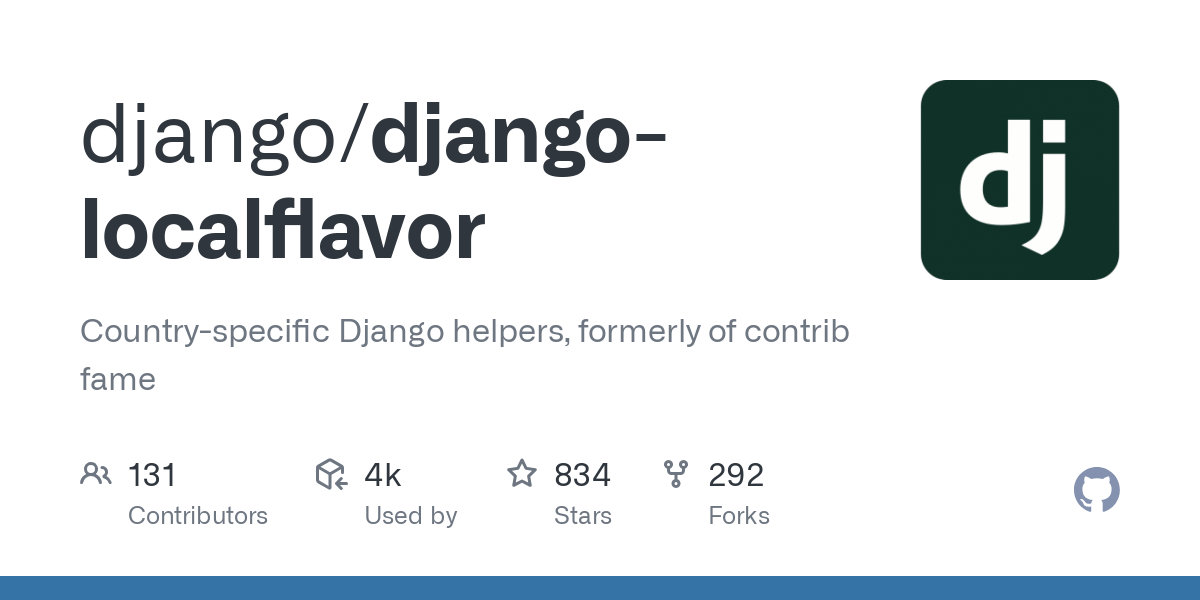 django/django-
localflavor
dj
Country-specific Django helpers, formerly of contrib
fame
131
Contributors
4k
Used by
834
Stars
292
Forks